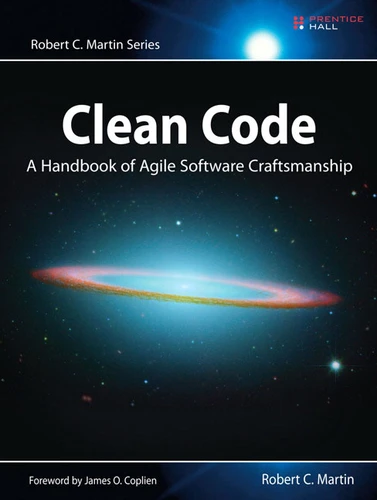 Robert C. Martin Series
PRENTICE
HALL
Clean Code
A Handbook of Agile Software Craftsmanship
Foreword by James O. Coplien
Robert C. Martin